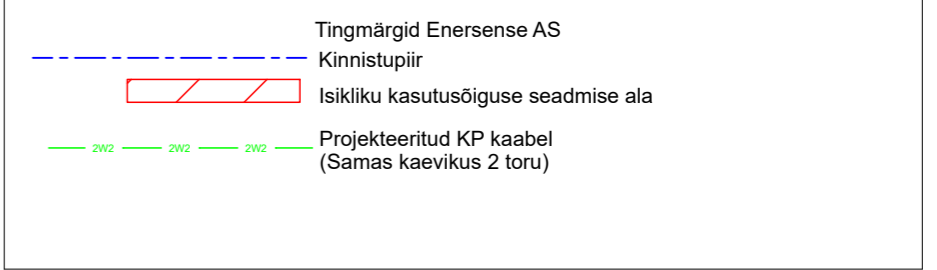 Tingmärgid Enersense AS
Kinnistupiir
Isikliku kasutusõiguse seadmise ala
2W2 2W2 2W2 Projekteeritud KP kaabel
(Samas kaevikus 2 toru)